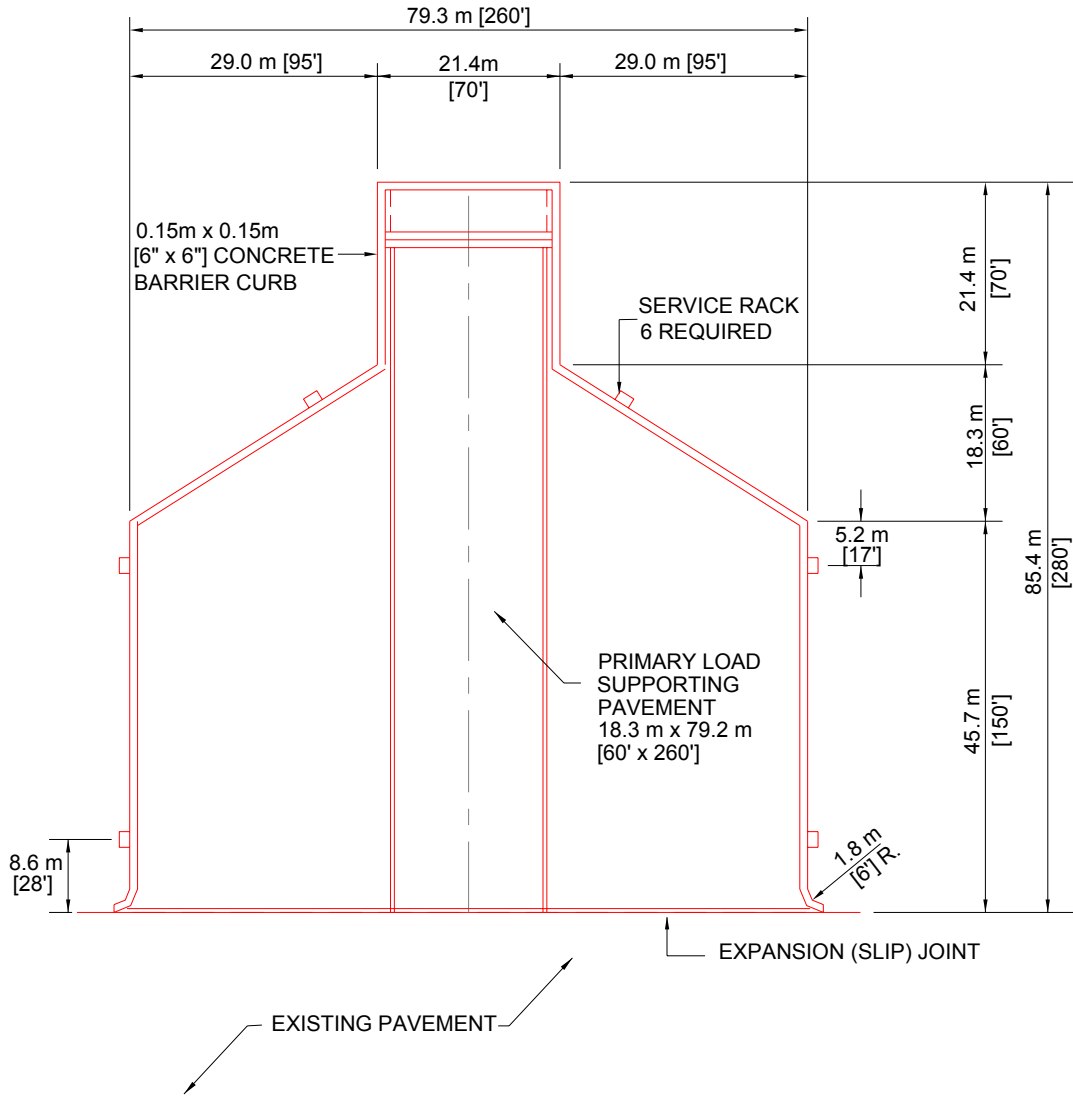 79.3 m [260']
29.0 m [95']
21.4m
[70']
29.0 m [95']
0.15m x 0.15m
[6" x 6"] CONCRETE
BARRIER CURB
SERVICE RACK
6 REQUIRED
21.4 m
[70']
18.3 m
[60']
5.2 m
[17']
85.4 m
[280']
PRIMARY LOAD
SUPPORTING
PAVEMENT
18.3 m x 79.2 m
[60' x 260']
45.7 m
[150']
8.6 m
[28']
1.8 m
[6'] R.
EXPANSION (SLIP) JOINT
EXISTING PAVEMENT